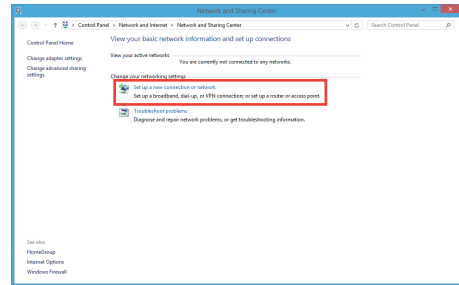 Network and Sharing Center
Control Panel › Network and Internet › Network and Sharing Center
Search Control Panel
Control Panel Home
Change adapter settings
Change advanced sharing
settings
View your basic network information and set up connections
View your active networks
You are currently not connected to any networks.
Change your networking settings
Set up a new connection or network
Set up a broadband, dial-up, or VPN connection; or set up a router or access point.
Troubleshoot problems
Diagnose and repair network problems, or get troubleshooting information.
See also
HomeGroup
Internet Options
Windows Firewall